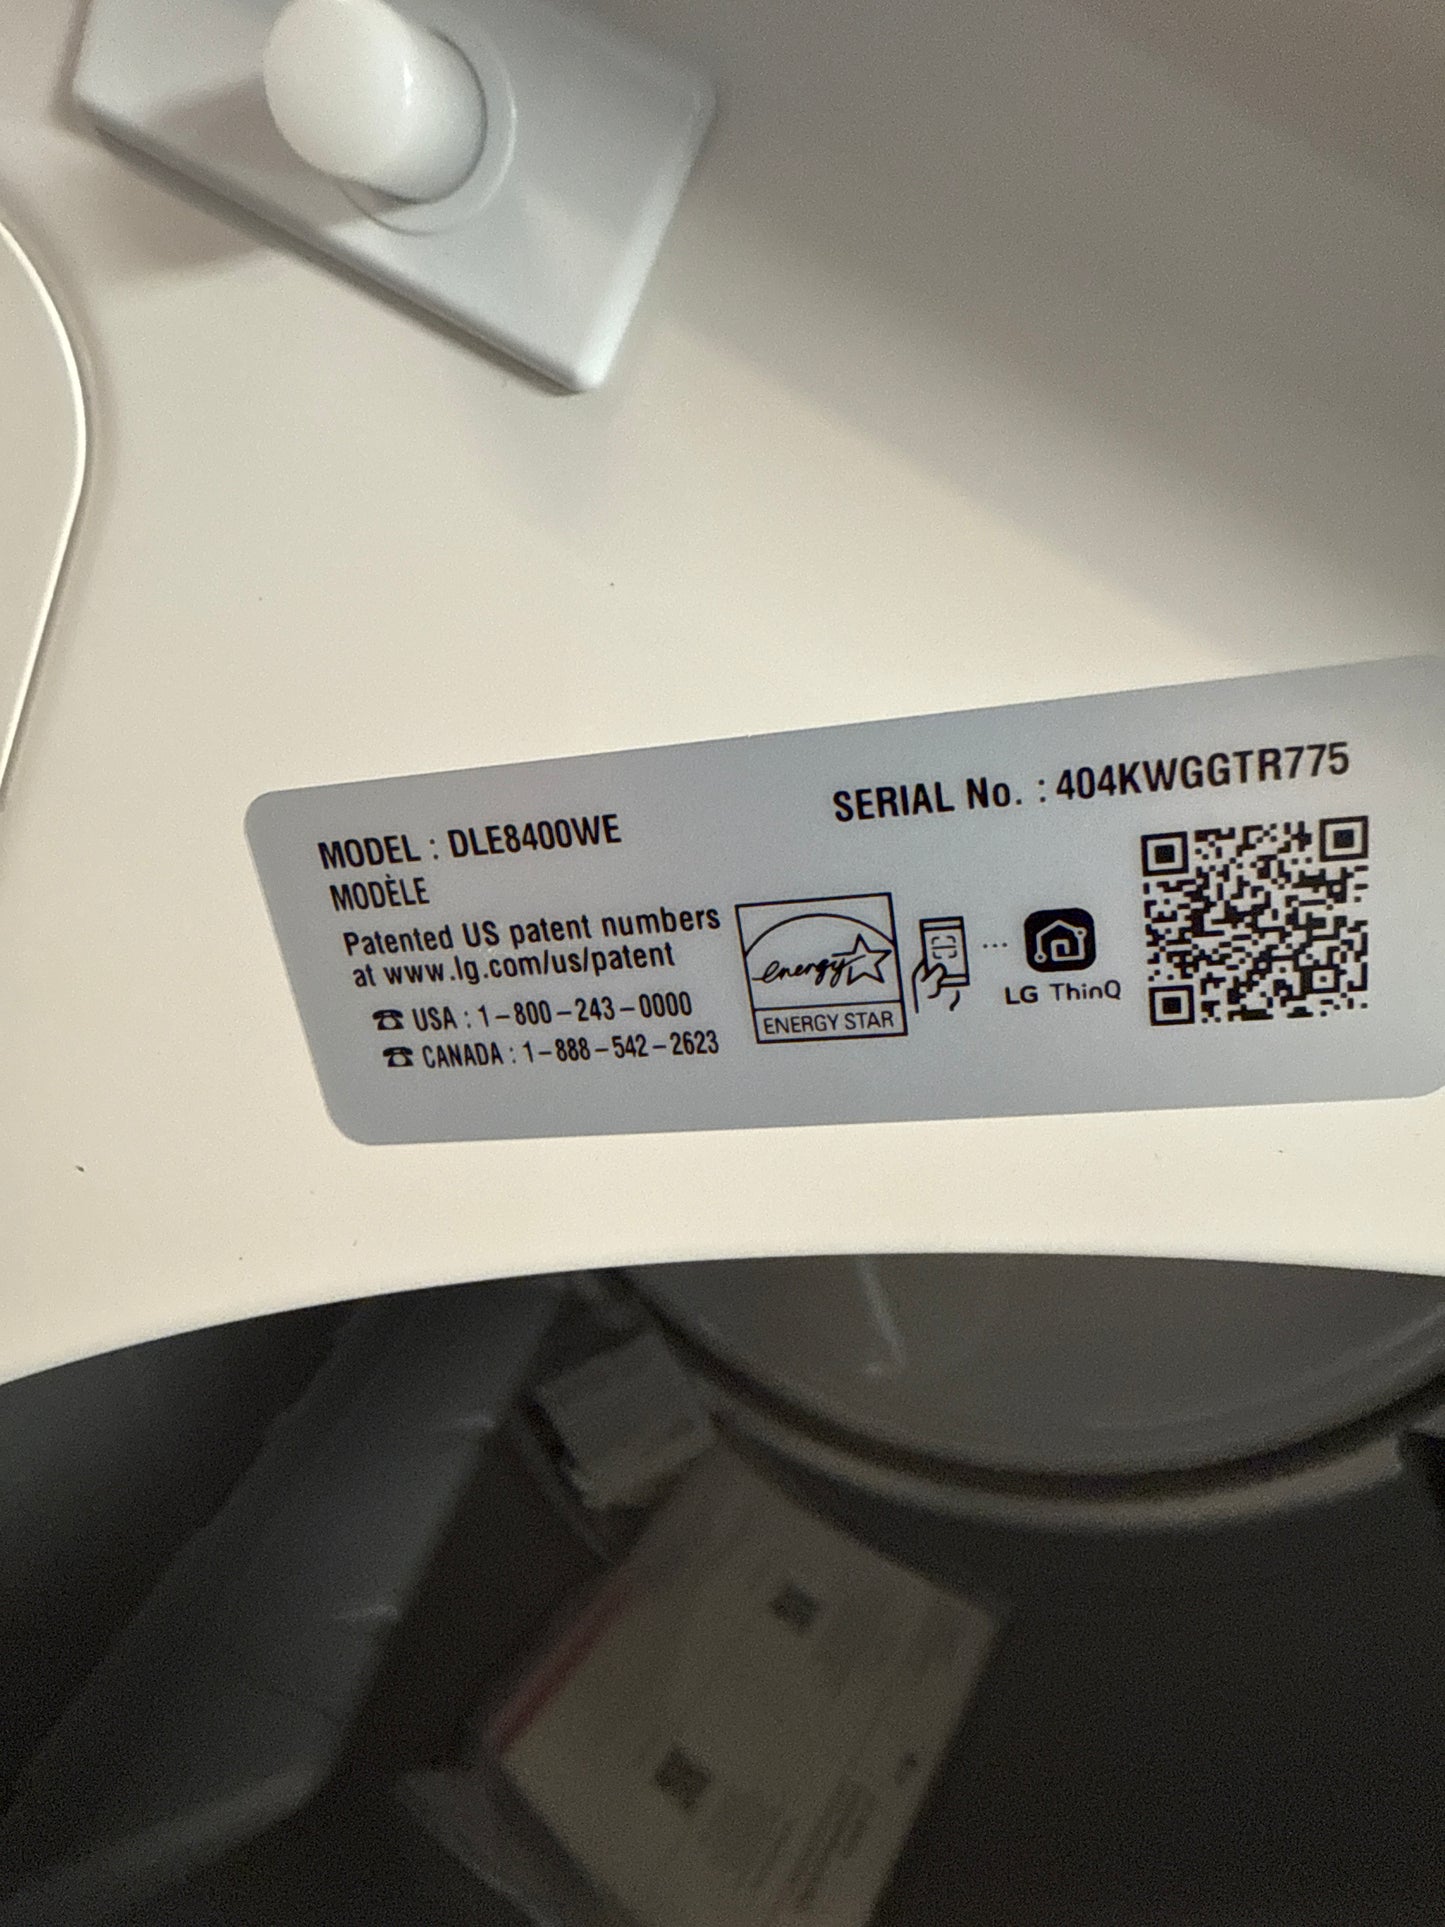 MODEL : DLE8400WE
MODÈLE
SERIAL No. : 404KWGGTR775
Patented US patent numbers
at www.lg.com/us/patent
☎ USA : 1-800-243-0000
☎ CANADA : 1-888-542-2623
energy
ENERGY STAR
LG ThinQ